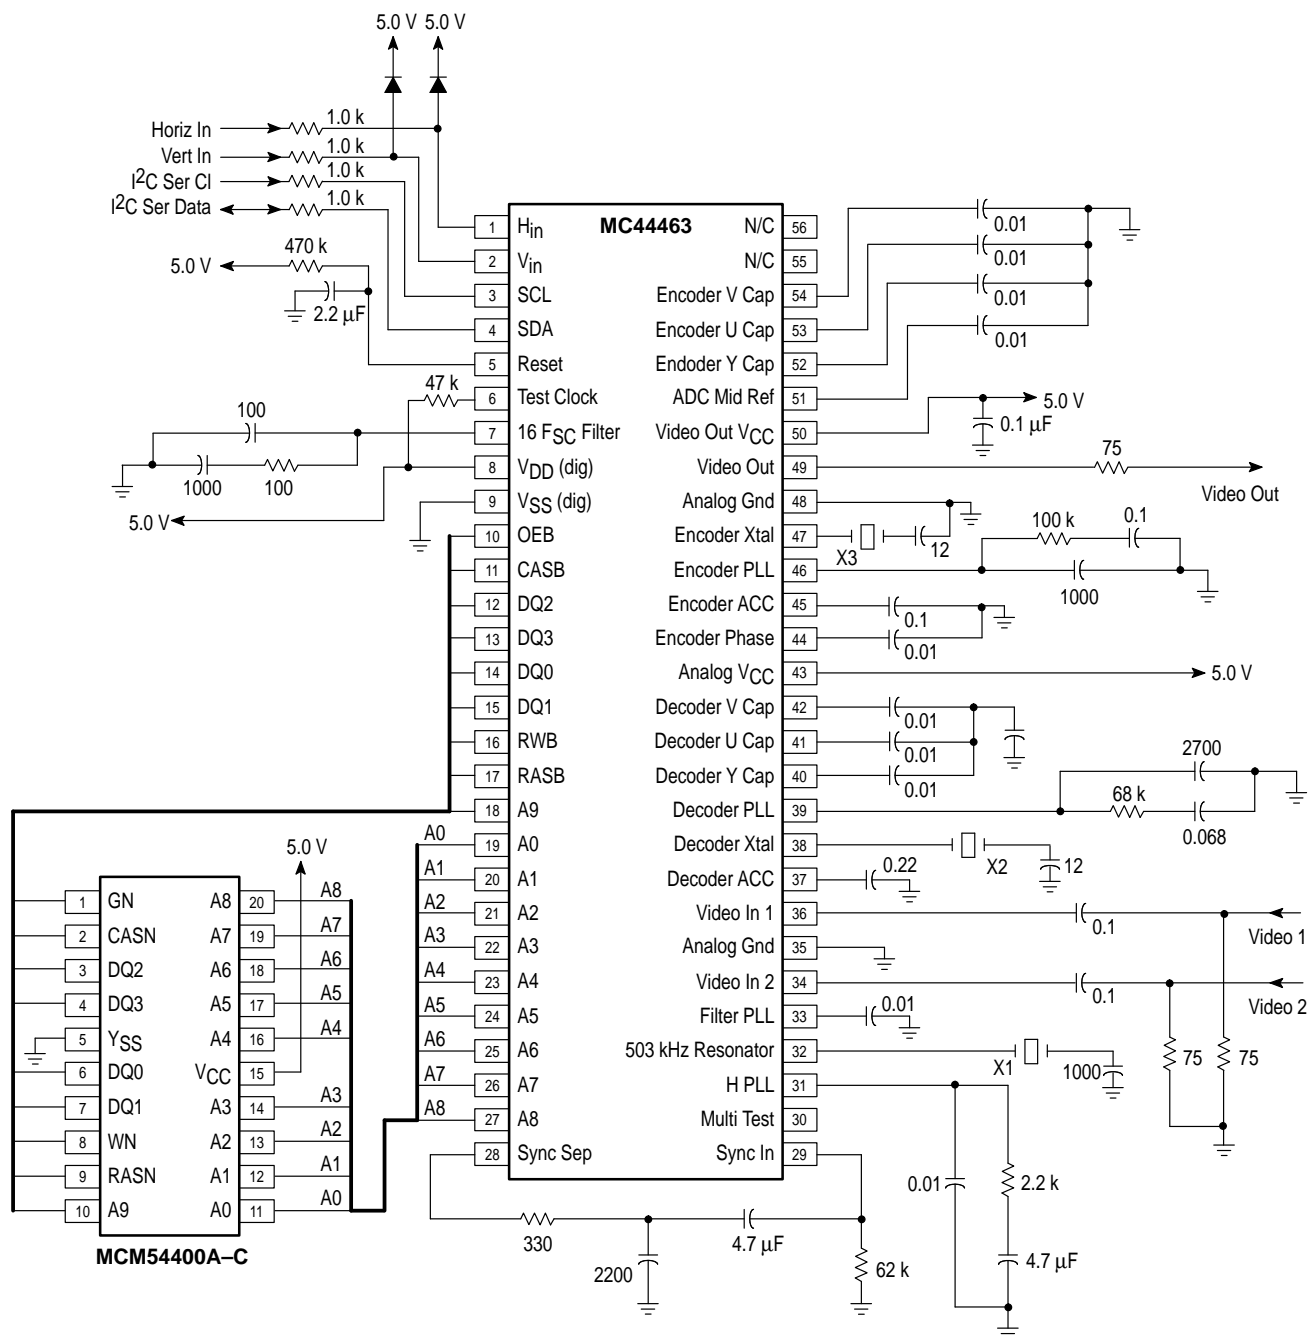 5.0 V 5.0 V
Horiz In 1.0 k
Vert In 1.0 k
I2C Ser Cl 1.0 k
I2C Ser Data 1.0 k
470 k
5.0 V
2.2 µF
47 k
100
1000 100
5.0 V
MC44463
1 Hin
2 Vin
3 SCL
4 SDA
5 Reset
6 Test Clock
7 16 FSC Filter
8 VDD (dig)
9 VSS (dig)
10 OEB
11 CASB
12 DQ2
13 DQ3
14 DQ0
15 DQ1
16 RWB
17 RASB
18 A9
A0 19 A0
A1 20 A1
A2 21 A2
A3 22 A3
A4 23 A4
A5 24 A5
A6 25 A6
A7 26 A7
A8 27 A8
28 Sync Sep
N/C 56
N/C 55
Encoder V Cap 54
Encoder U Cap 53
Endoder Y Cap 52
ADC Mid Ref 51
Video Out VCC 50
Video Out 49
Analog Gnd 48
Encoder Xtal 47
Encoder PLL 46
Encoder ACC 45
Encoder Phase 44
Analog VCC 43
Decoder V Cap 42
Decoder U Cap 41
Decoder Y Cap 40
Decoder PLL 39
Decoder Xtal 38
Decoder ACC 37
Video In 1 36
Analog Gnd 35
Video In 2 34
Filter PLL 33
503 kHz Resonator 32
H PLL 31
Multi Test 30
Sync In 29
0.01
0.01
0.01
0.01
5.0 V
0.1 µF
75
Video Out
X3 12
100 k 0.1
1000
0.1
0.01
5.0 V
0.01
0.01
0.01
2700
68 k
0.068
X2 12
0.22
0.1 Video 1
0.1 Video 2
0.01
X1 1000
75 75
0.01 2.2 k
4.7 µF
330
2200
4.7 µF
62 k
5.0 V
1 GN A8 20 A8
2 CASN A7 19 A7
3 DQ2 A6 18 A6
4 DQ3 A5 17 A5
5 YSS A4 16 A4
6 DQ0 VCC 15
7 DQ1 A3 14 A3
8 WN A2 13 A2
9 RASN A1 12 A1
10 A9 A0 11 A0
MCM54400A–C